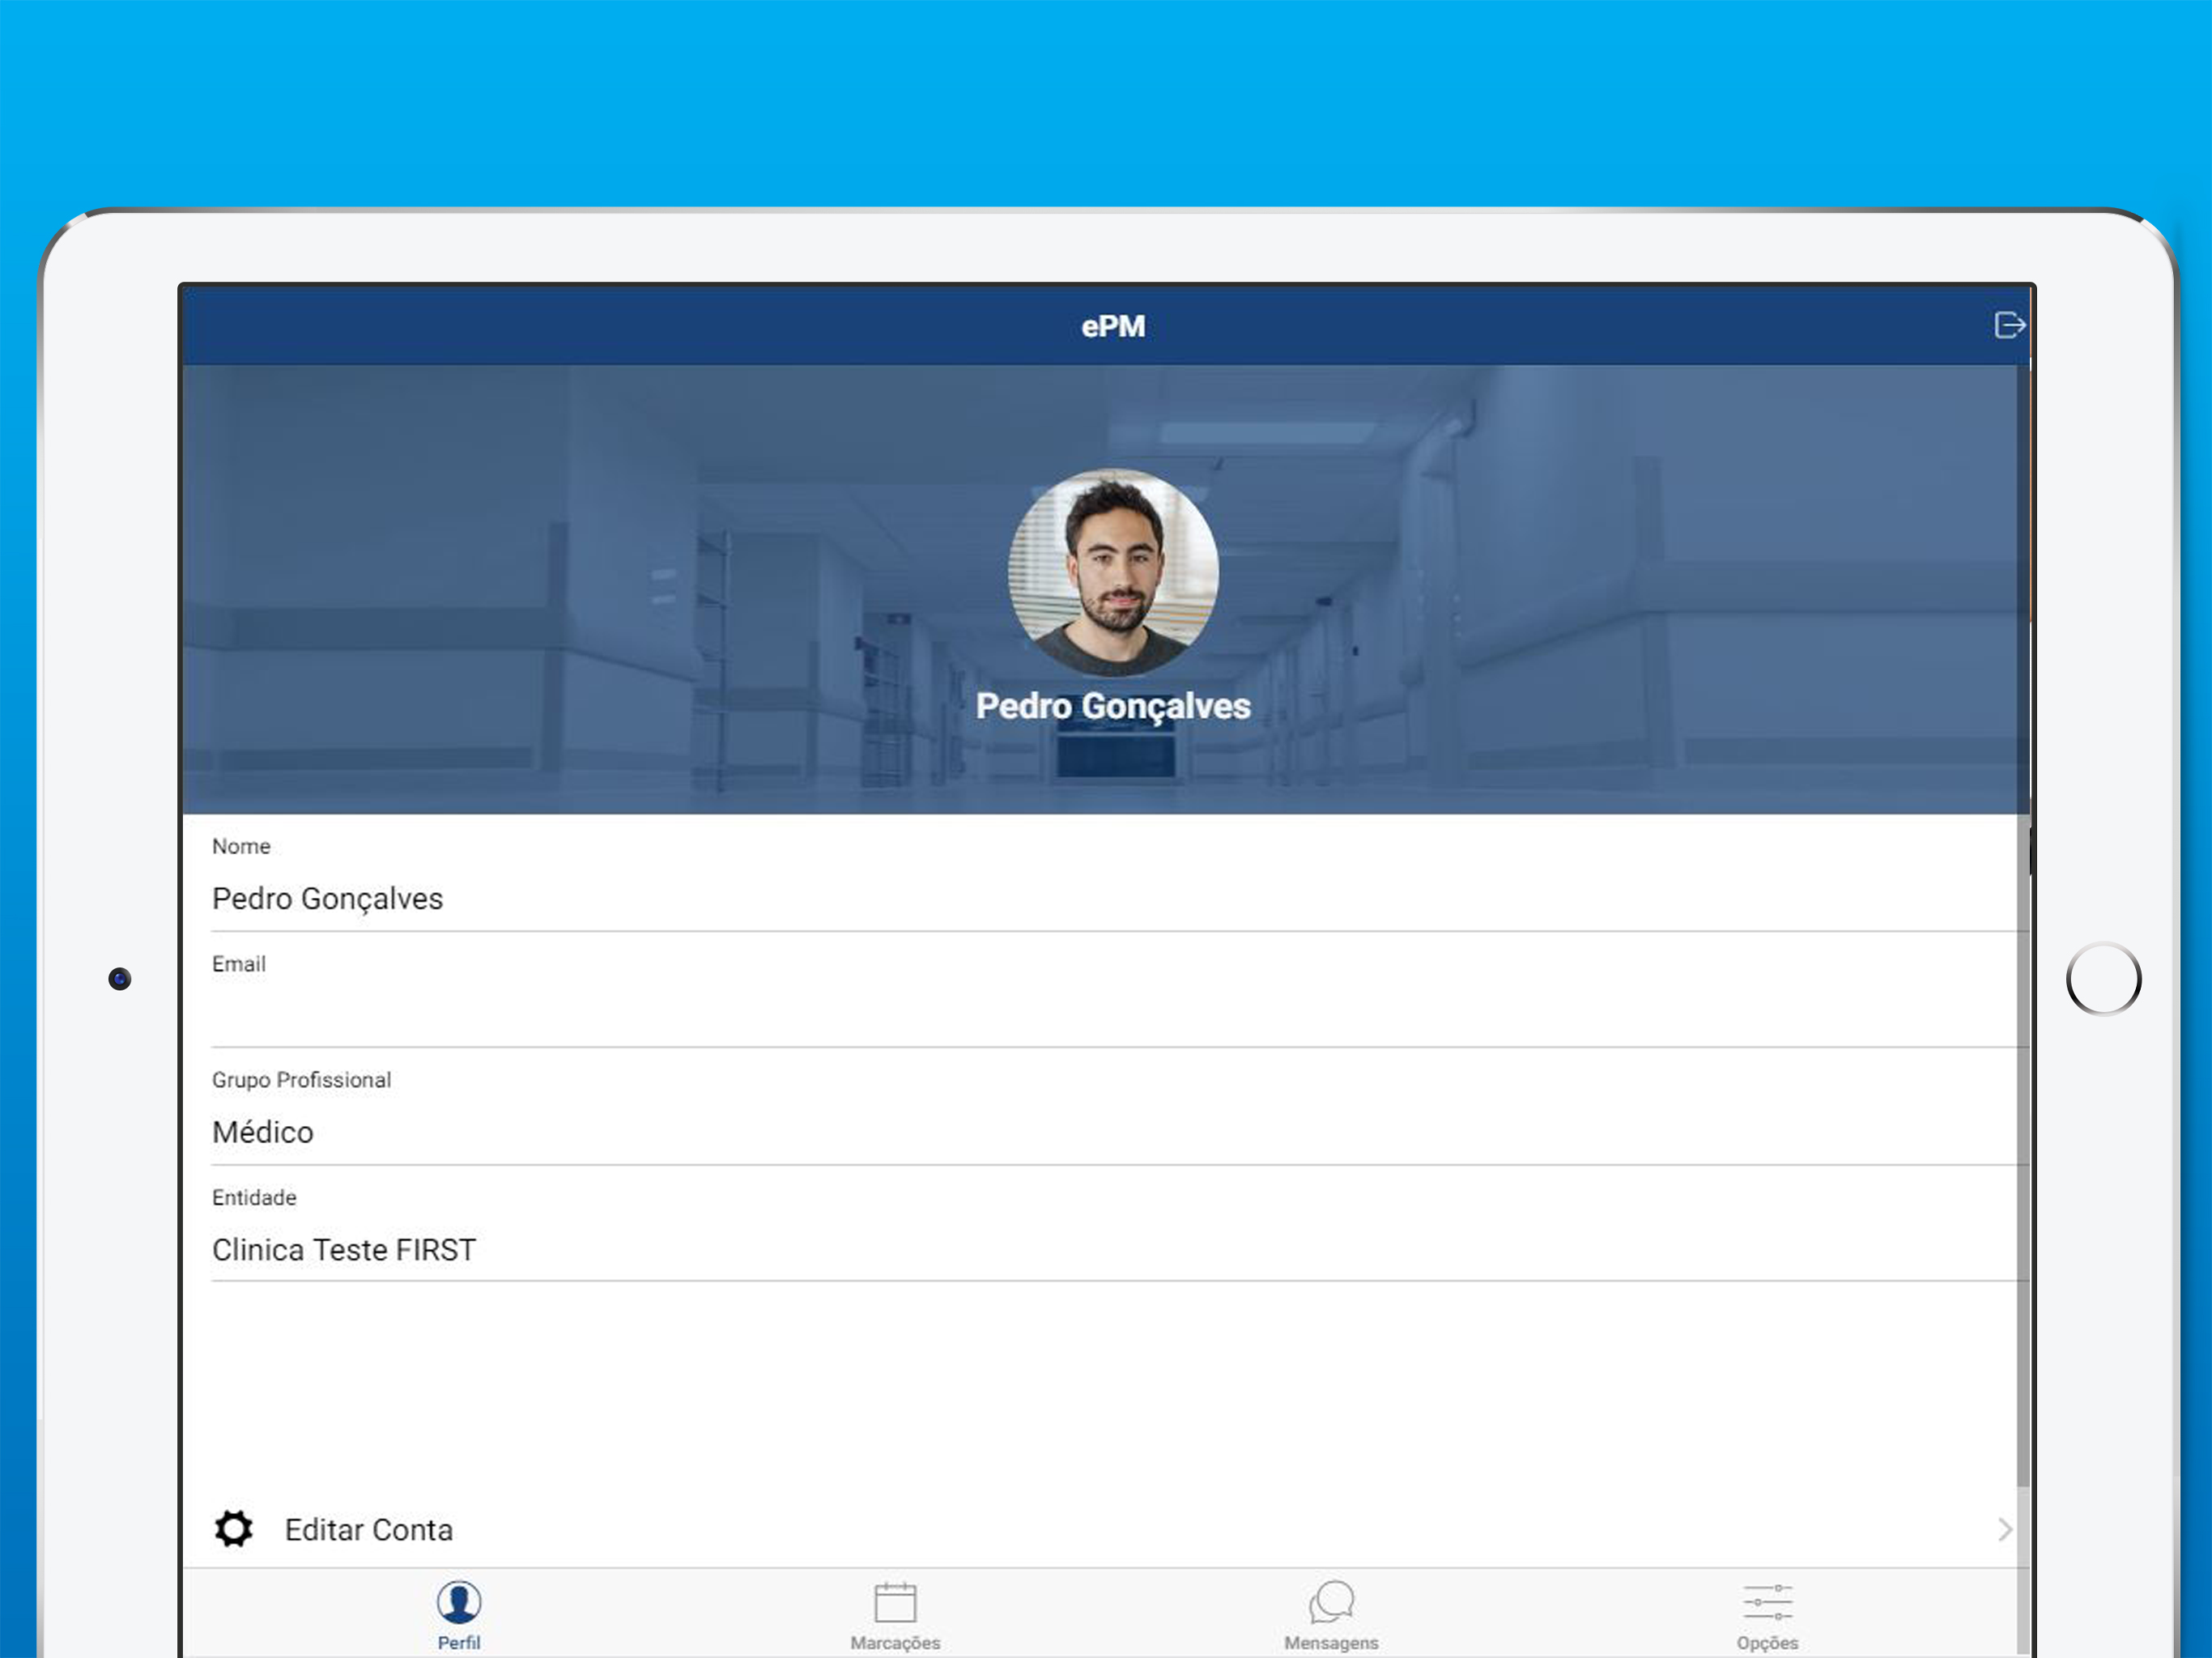 ePM
Pedro Gonçalves
Nome
Pedro Gonçalves
Email
Grupo Profissional
Médico
Entidade
Clinica Teste FIRST
Editar Conta
Perfil
Marcações
Mensagens
Opções